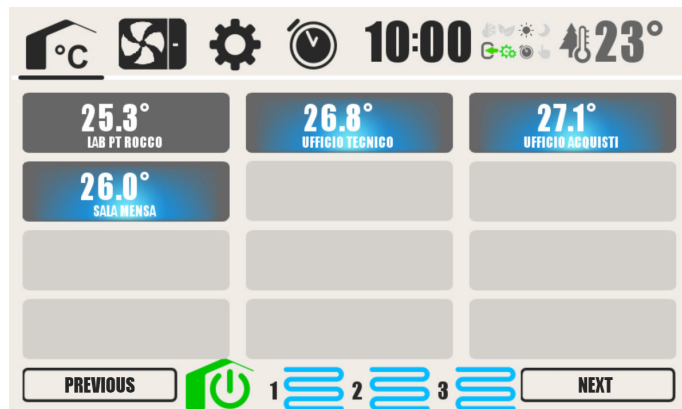 °C 10:00 23°
25.3° 26.8° 27.1°
LAB PT ROCCO UFFICIO TECNICO UFFICIO ACQUISTI
26.0°
SALA MENSA
PREVIOUS 1 2 3 NEXT